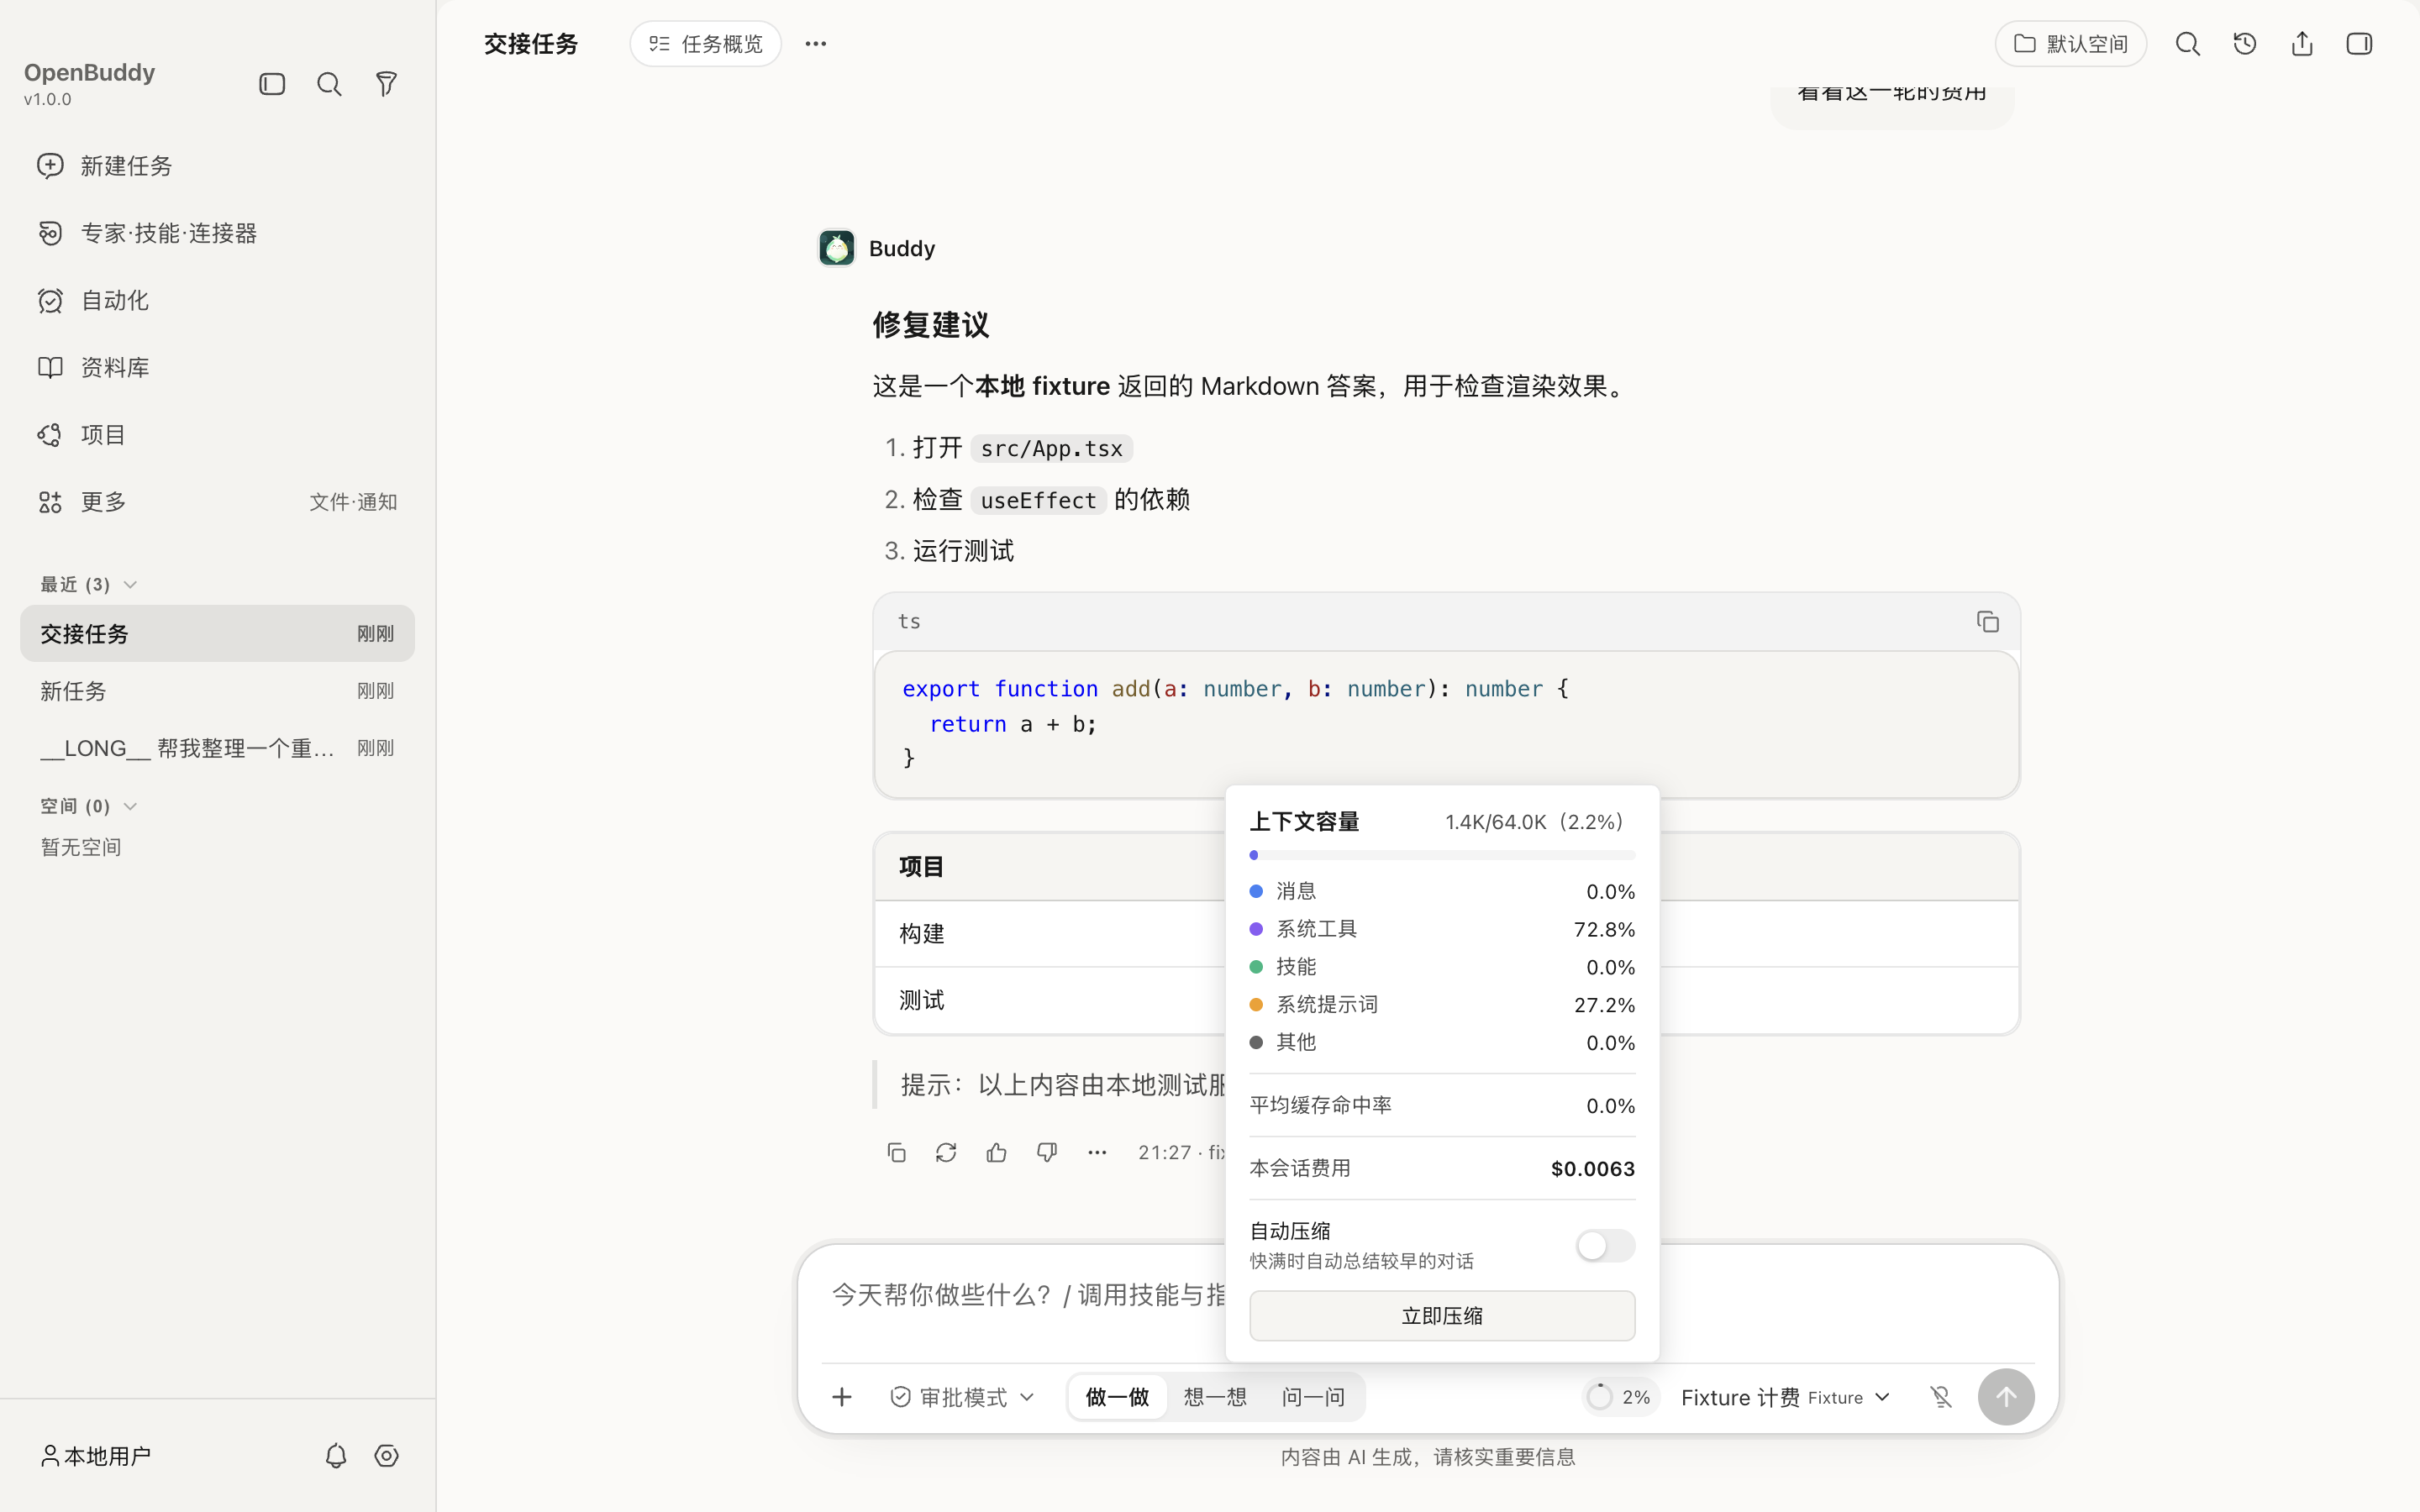 OpenBuddy
v1.0.0
新建任务
专家·技能·连接器
自动化
资料库
项目
更多 文件·通知
最近 (3)
交接任务 刚刚
新任务 刚刚
__LONG__ 帮我整理一个重… 刚刚
空间 (0)
暂无空间
本地用户
交接任务 任务概览 默认空间
看看这一轮的费用
Buddy
修复建议
这是一个本地 fixture 返回的 Markdown 答案，用于检查渲染效果。
1. 打开 src/App.tsx
2. 检查 useEffect 的依赖
3. 运行测试
ts
export function add(a: number, b: number): number {
return a + b;
}
项目
构建
测试
提示：以上内容由本地测试服
21:27 · fix
上下文容量 1.4K/64.0K（2.2%）
消息 0.0%
系统工具 72.8%
技能 0.0%
系统提示词 27.2%
其他 0.0%
平均缓存命中率 0.0%
本会话费用 $0.0063
自动压缩
快满时自动总结较早的对话
立即压缩
今天帮你做些什么？/ 调用技能与指
审批模式 做一做 想一想 问一问 2% Fixture 计费 Fixture
内容由 AI 生成，请核实重要信息